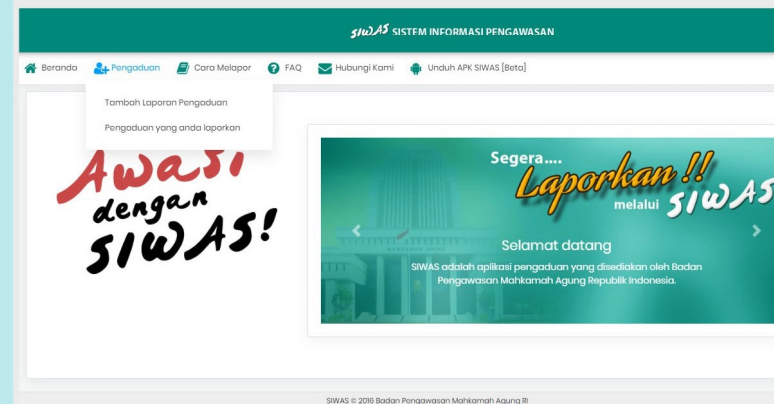 SIWAS SISTEM INFORMASI PENGAWASAN
Beranda Pengaduan Cara Melapor FAQ Hubungi Kami Unduh APK SIWAS [Beta]
Tambah Laporan Pengaduan
Pengaduan yang anda laporkan
Awasi
dengan
SIWAS!
Segera....
Laporkan !!
melalui SIWAS
Selamat datang
SIWAS adalah aplikasi pengaduan yang disediakan oleh Badan
Pengawasan Mahkamah Agung Republik Indonesia.
SIWAS © 2016 Badan Pengawasan Mahkamah Agung RI